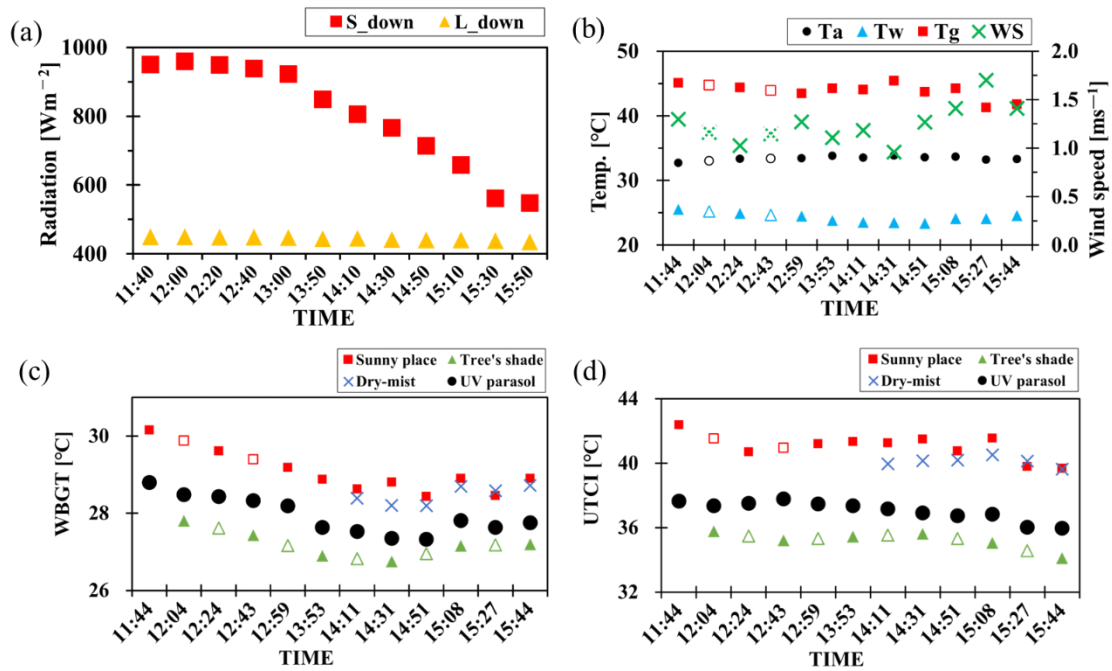 (a)
S_down L_down
Radiation [Wm−2]
1000
800
600
400
11:40 12:00 12:20 12:40 13:00 13:50 14:10 14:30 14:50 15:10 15:30 15:50
TIME
(b)
Ta Tw Tg WS
Temp. [℃]
50
40
30
20
2.0
1.5
1.0
0.5
0.0
Wind speed [ms−1]
11:44 12:04 12:24 12:43 12:59 13:53 14:11 14:31 14:51 15:08 15:27 15:44
TIME
(c)
Sunny place Tree's shade
Dry-mist UV parasol
WBGT [℃]
30
28
26
11:44 12:04 12:24 12:43 12:59 13:53 14:11 14:31 14:51 15:08 15:27 15:44
TIME
(d)
Sunny place Tree's shade
Dry-mist UV parasol
UTCI [℃]
44
40
36
32
11:44 12:04 12:24 12:43 12:59 13:53 14:11 14:31 14:51 15:08 15:27 15:44
TIME